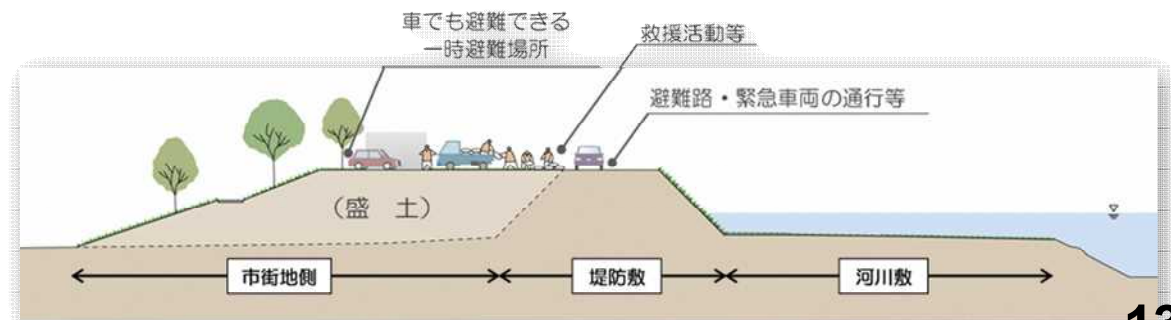 車でも避難できる
一時避難場所
救援活動等
避難路・緊急車両の通行等
（盛　土）
市街地側
堤防敷
河川敷